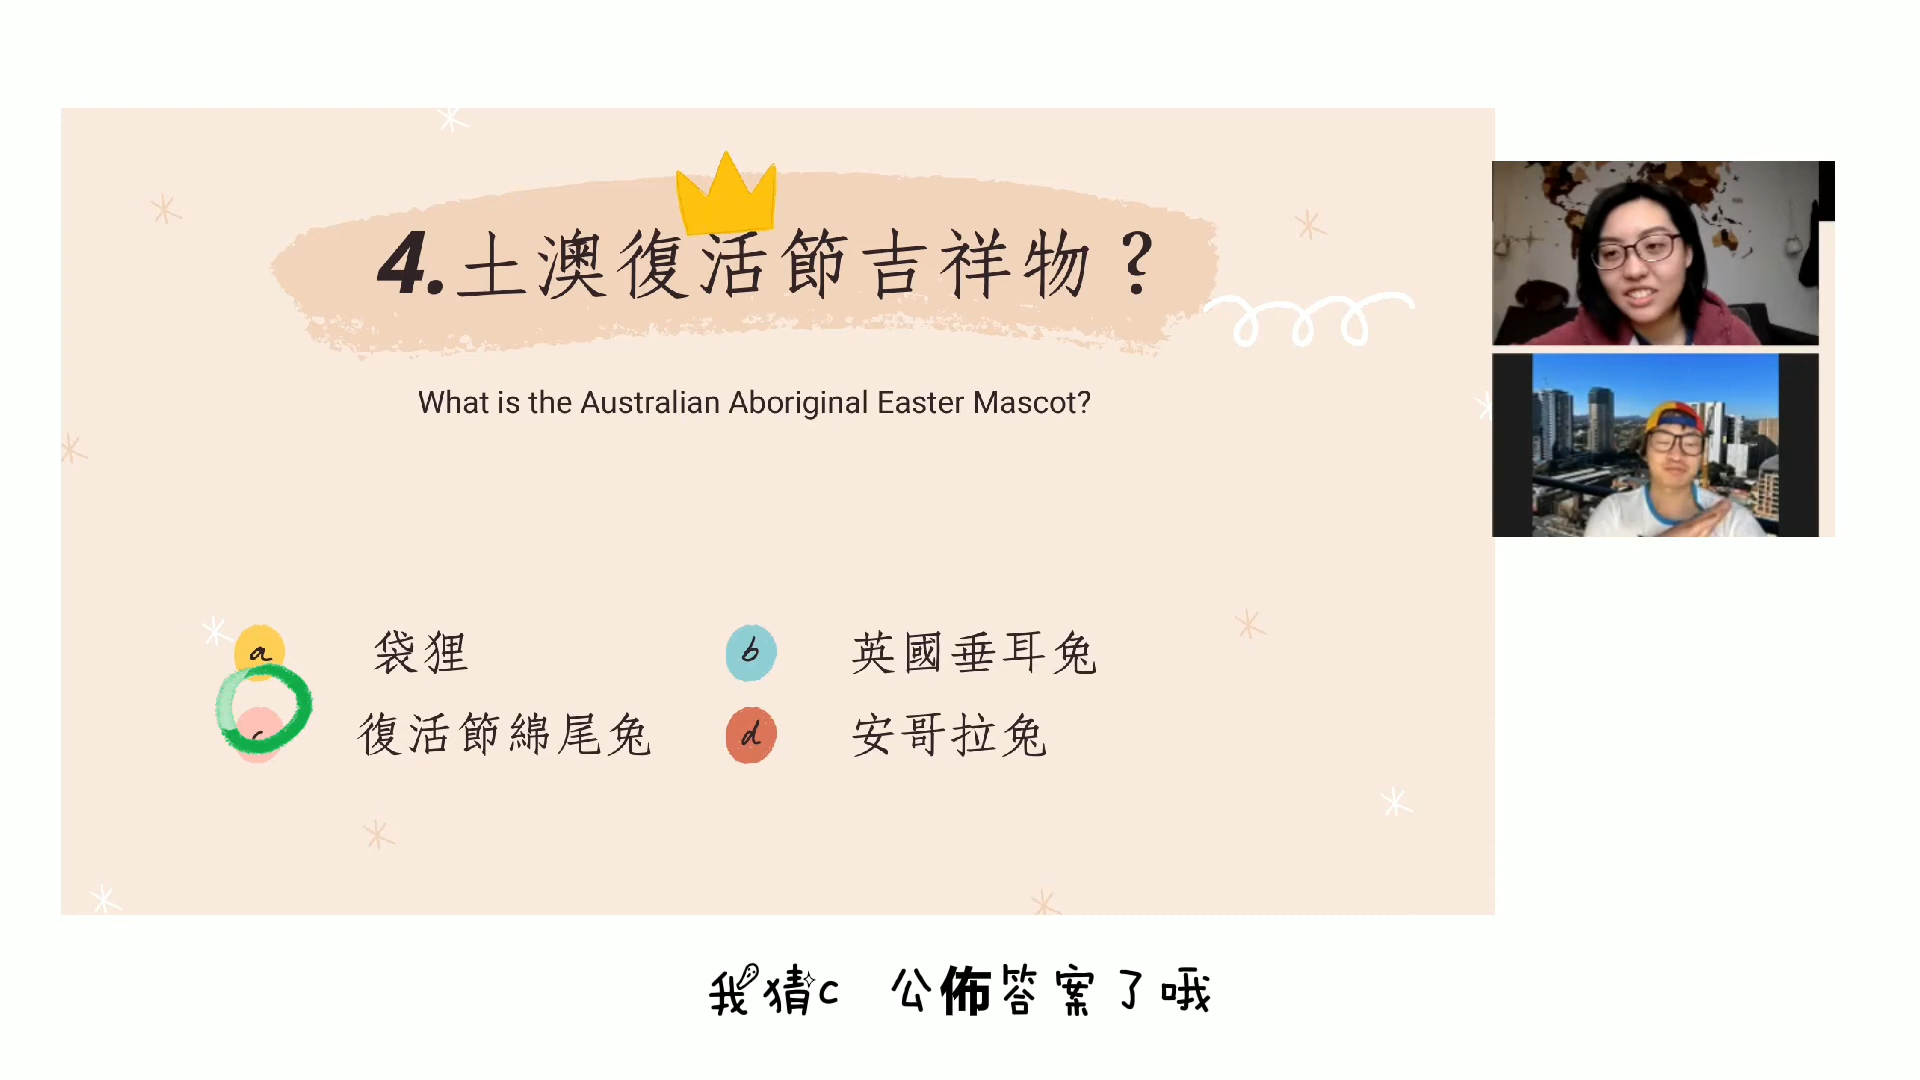 4.土澳復活節吉祥物？
What is the Australian Aboriginal Easter Mascot?
a 袋狸
b 英國垂耳兔
c 復活節綿尾兔
d 安哥拉兔
我猜c 公佈答案了哦